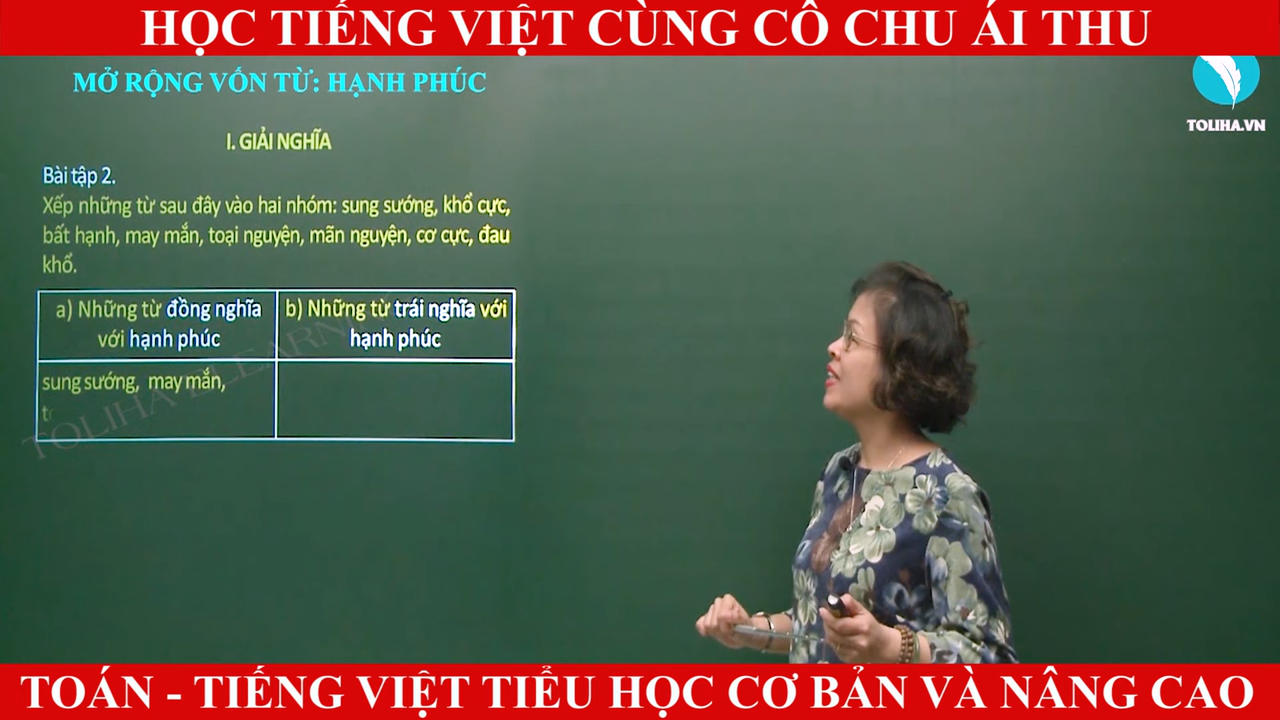 HỌC TIẾNG VIỆT CÙNG CÔ CHU ÁI THU
MỞ RỘNG VỐN TỪ: HẠNH PHÚC
TOLIHA.VN
I. GIẢI NGHĨA
Bài tập 2.
Xếp những từ sau đây vào hai nhóm: sung sướng, khổ cực,
bất hạnh, may mắn, toại nguyện, mãn nguyện, cơ cực, đau
khổ.
a) Những từ đồng nghĩa
với hạnh phúc
b) Những từ trái nghĩa với
hạnh phúc
sung sướng, may mắn,
t
TOLIHA ELEARN
TOÁN - TIẾNG VIỆT TIỂU HỌC CƠ BẢN VÀ NÂNG CAO